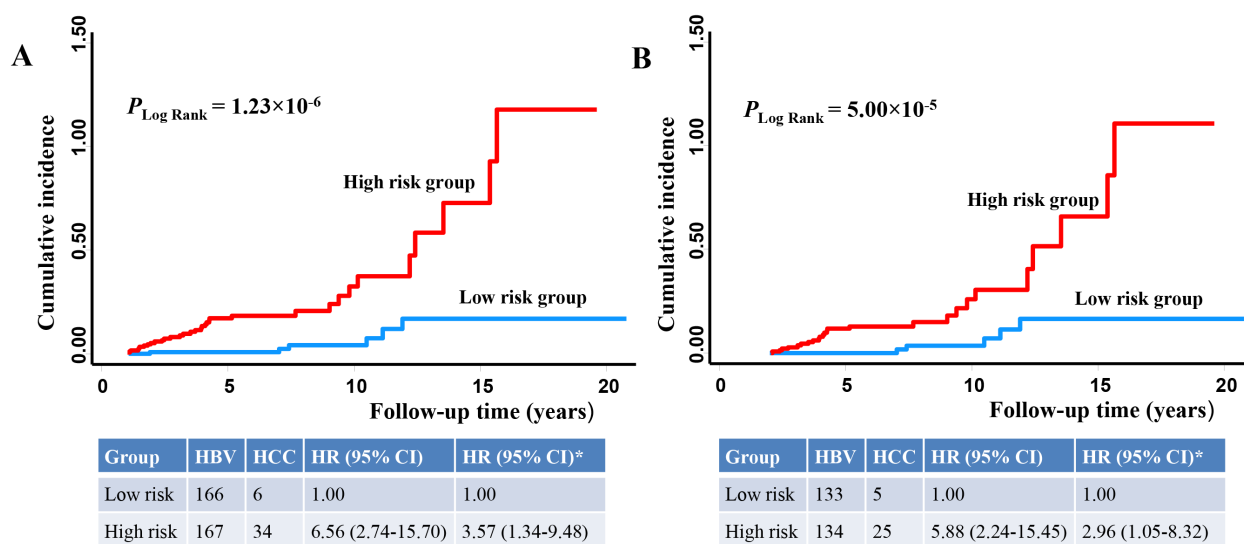 A
1.50
1.00
0.50
0.00
Cumulative incidence
P Log Rank = 1.23×10-6
High risk group
Low risk group
0 5 10 15 20
Follow-up time (years)
Group HBV HCC HR (95% CI) HR (95% CI)*
Low risk 166 6 1.00 1.00
High risk 167 34 6.56 (2.74-15.70) 3.57 (1.34-9.48)
B
1.50
1.00
0.50
0.00
Cumulative incidence
P Log Rank = 5.00×10-5
High risk group
Low risk group
0 5 10 15 20
Follow-up time (years)
Group HBV HCC HR (95% CI) HR (95% CI)*
Low risk 133 5 1.00 1.00
High risk 134 25 5.88 (2.24-15.45) 2.96 (1.05-8.32)